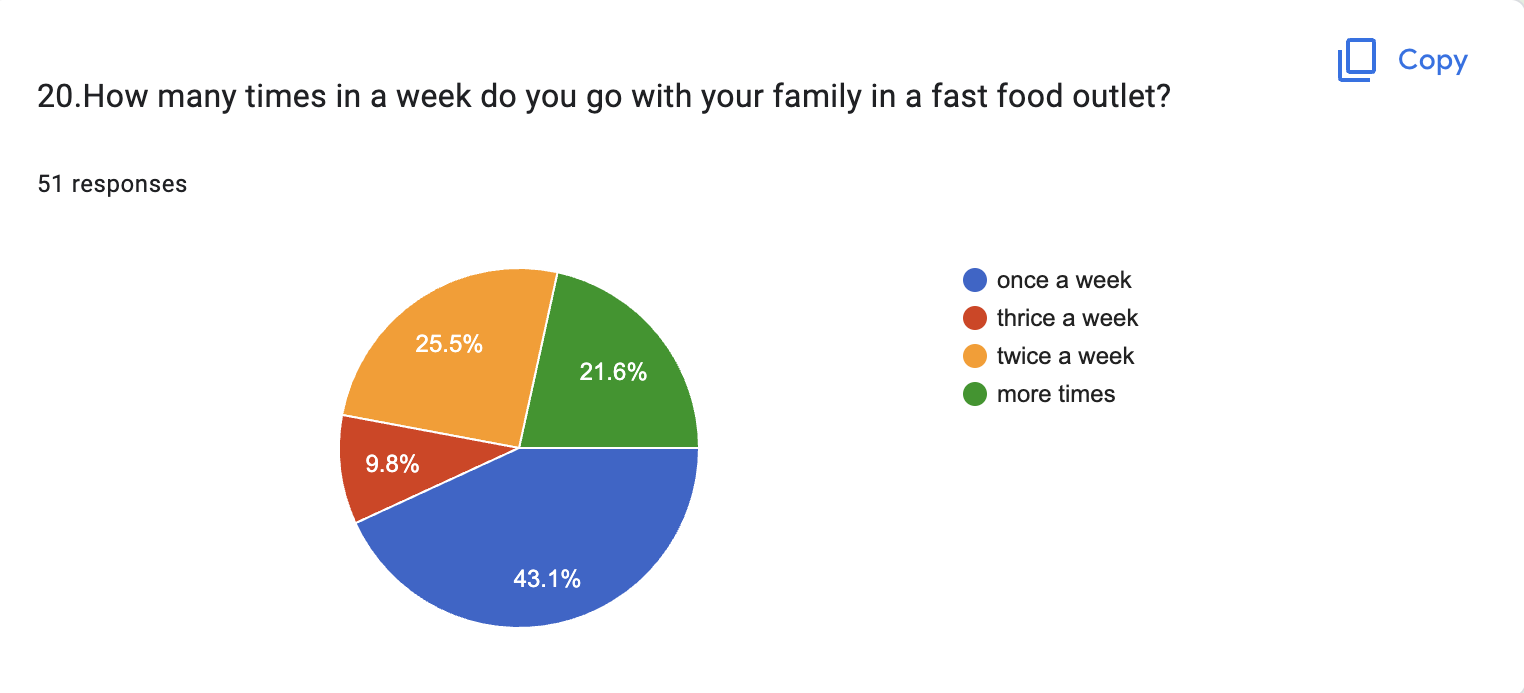 Copy
20.How many times in a week do you go with your family in a fast food outlet?
51 responses
25.5%
21.6%
9.8%
43.1%
once a week
thrice a week
twice a week
more times